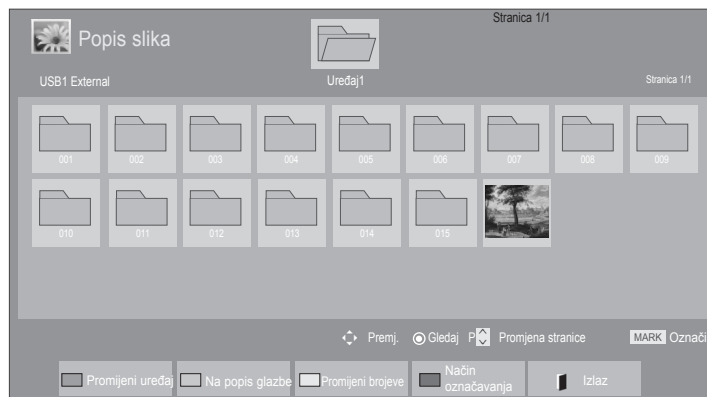 Stranica 1/1
Popis slika
USB1 External
Uređaj1
Stranica 1/1
001 002 003 004 005 006 007 008 009
010 011 012 013 014 015
Premj. Gledaj P Promjena stranice MARK Označi
Promijeni uređaj Na popis glazbe Promijeni brojeve Način označavanja Izlaz